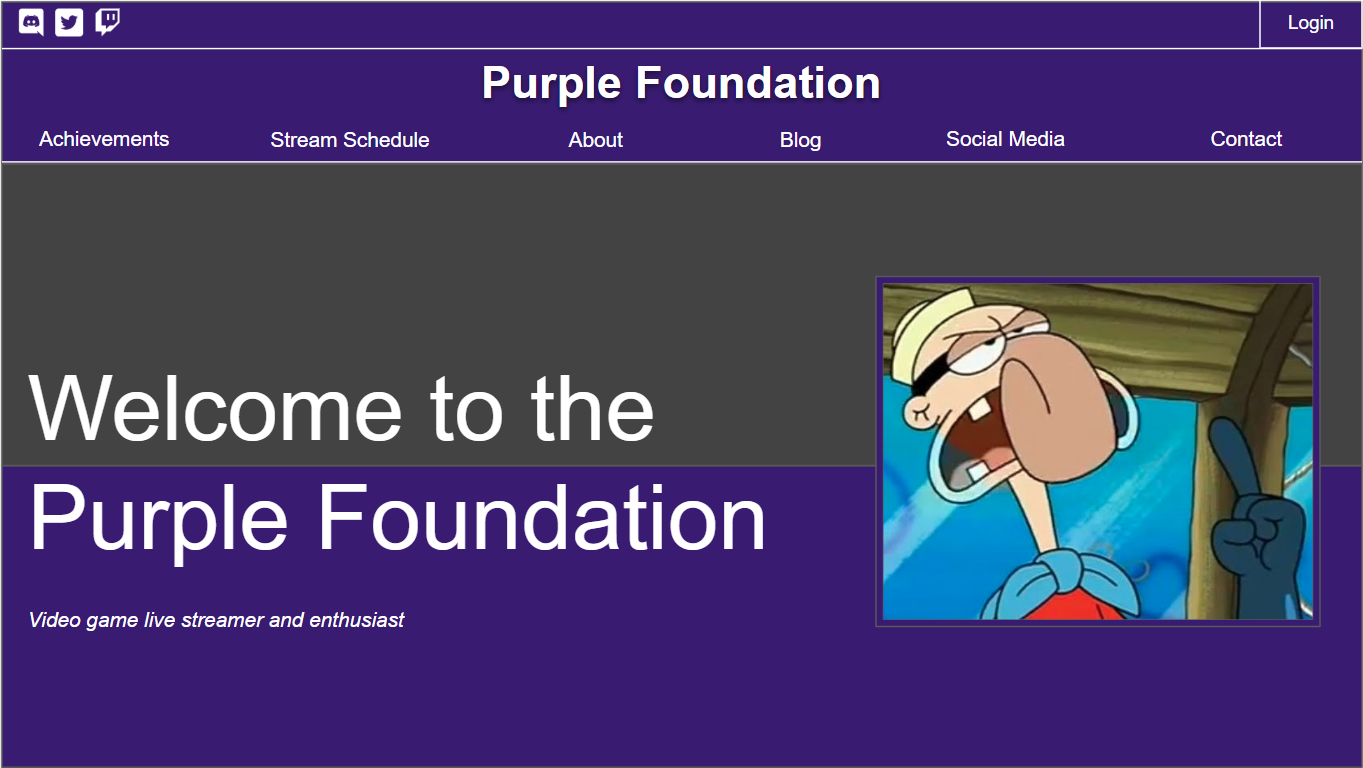 Login
Purple Foundation
Achievements Stream Schedule About Blog Social Media Contact
Welcome to the
Purple Foundation
Video game live streamer and enthusiast